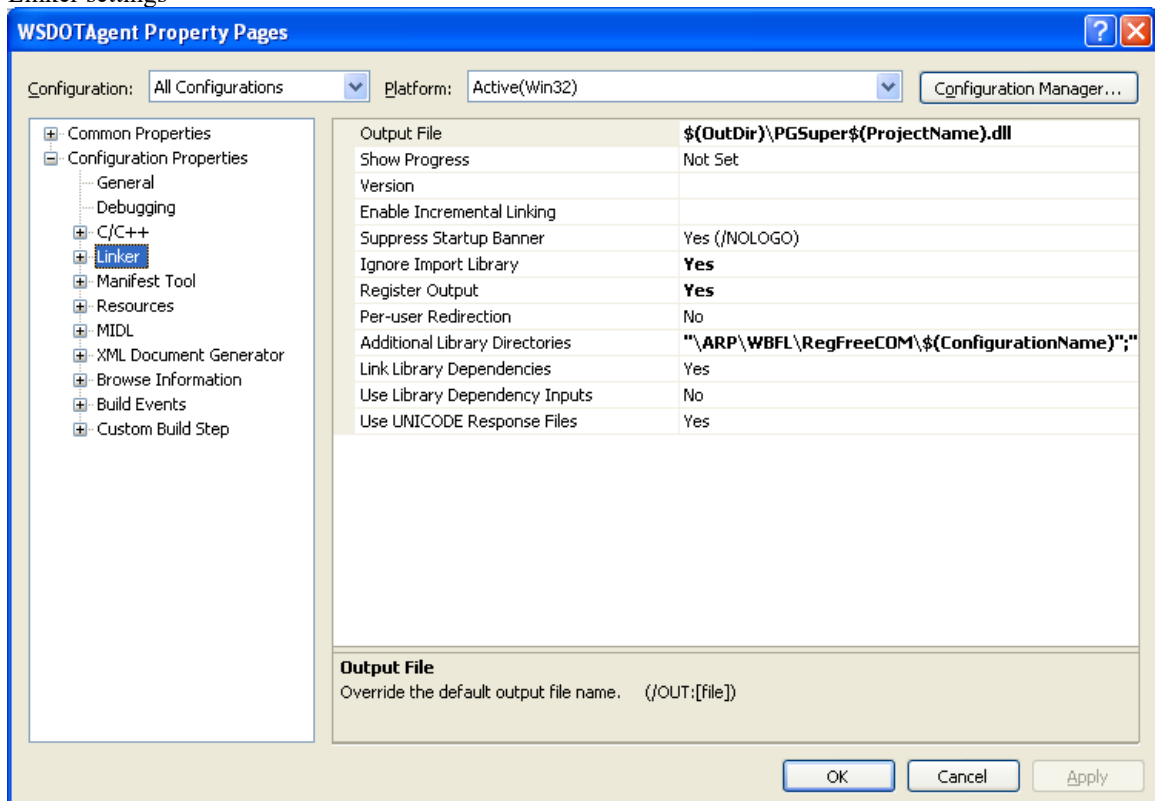 Linker settings
WSDOTAgent Property Pages
Configuration: All Configurations Platform: Active(Win32) Configuration Manager...
Common Properties
Configuration Properties
General
Debugging
C/C++
Linker
Manifest Tool
Resources
MIDL
XML Document Generator
Browse Information
Build Events
Custom Build Step
Output File $(OutDir)\PGSuper$(ProjectName).dll
Show Progress Not Set
Version
Enable Incremental Linking
Suppress Startup Banner Yes (/NOLOGO)
Ignore Import Library Yes
Register Output Yes
Per-user Redirection No
Additional Library Directories "\ARP\WBFL\RegFreeCOM\$(ConfigurationName)";"
Link Library Dependencies Yes
Use Library Dependency Inputs No
Use UNICODE Response Files Yes
Output File
Override the default output file name. (/OUT:[file])
OK Cancel Apply